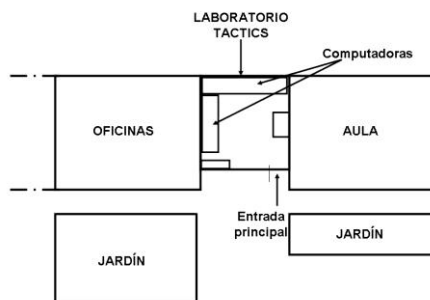 LABORATORIO
TACTICS
Computadoras
OFICINAS
AULA
Entrada
principal
JARDÍN
JARDÍN